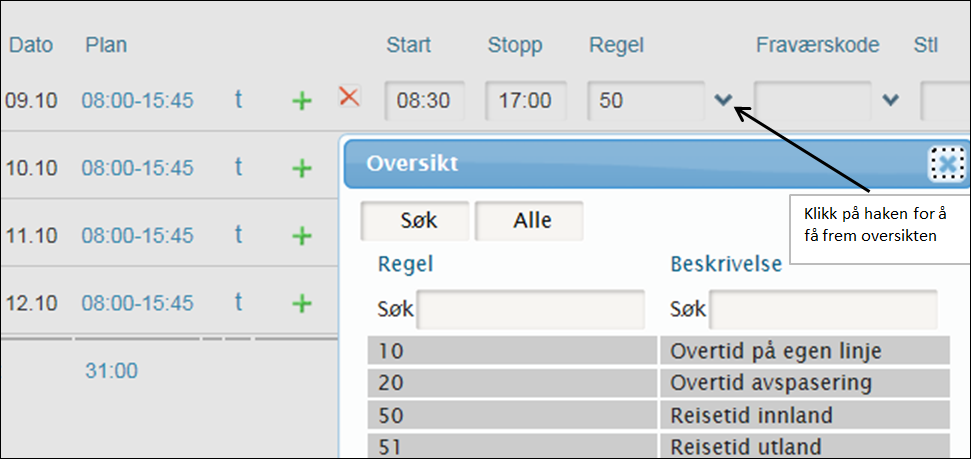 Dato Plan Start Stopp Regel Fraværskode Stl
09.10 08:00-15:45 t 08:30 17:00 50
10.10 08:00-15:45 t
Oversikt
Klikk på haken for å
få frem oversikten
Søk Alle
11.10 08:00-15:45 t
Regel Beskrivelse
12.10 08:00-15:45 t
Søk Søk
10 Overtid på egen linje
31:00
20 Overtid avspasering
50 Reisetid innland
51 Reisetid utland